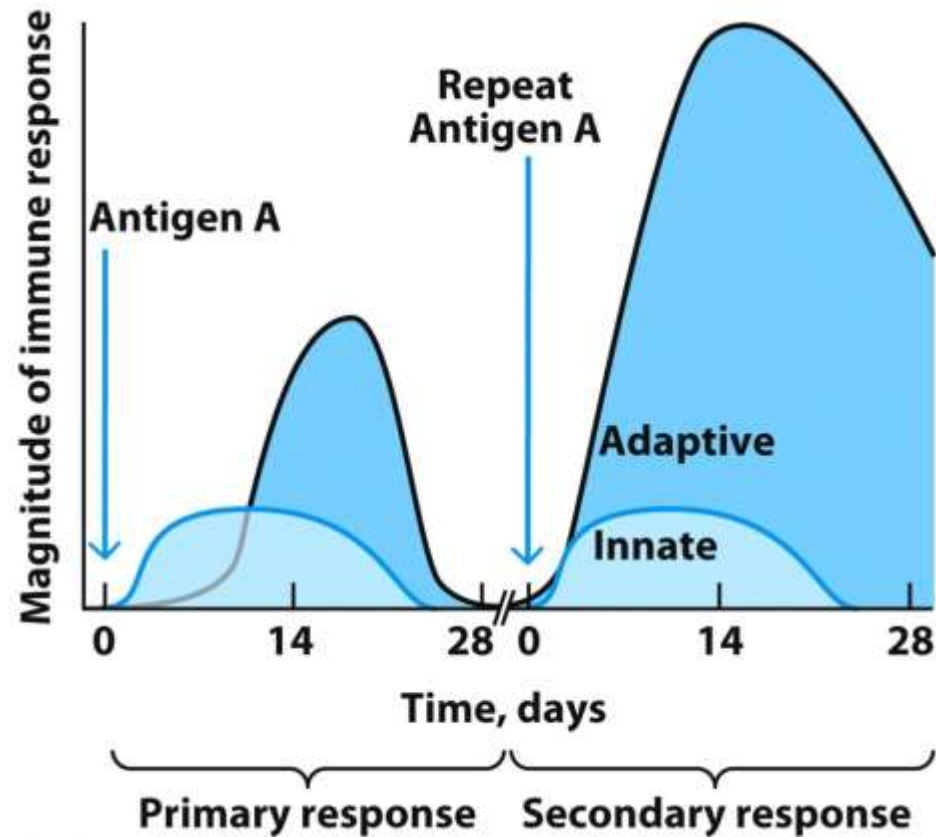 Magnitude of immune response
Antigen A
Repeat
Antigen A
Adaptive
Innate
0 14 28 0 14 28
Time, days
Primary response Secondary response